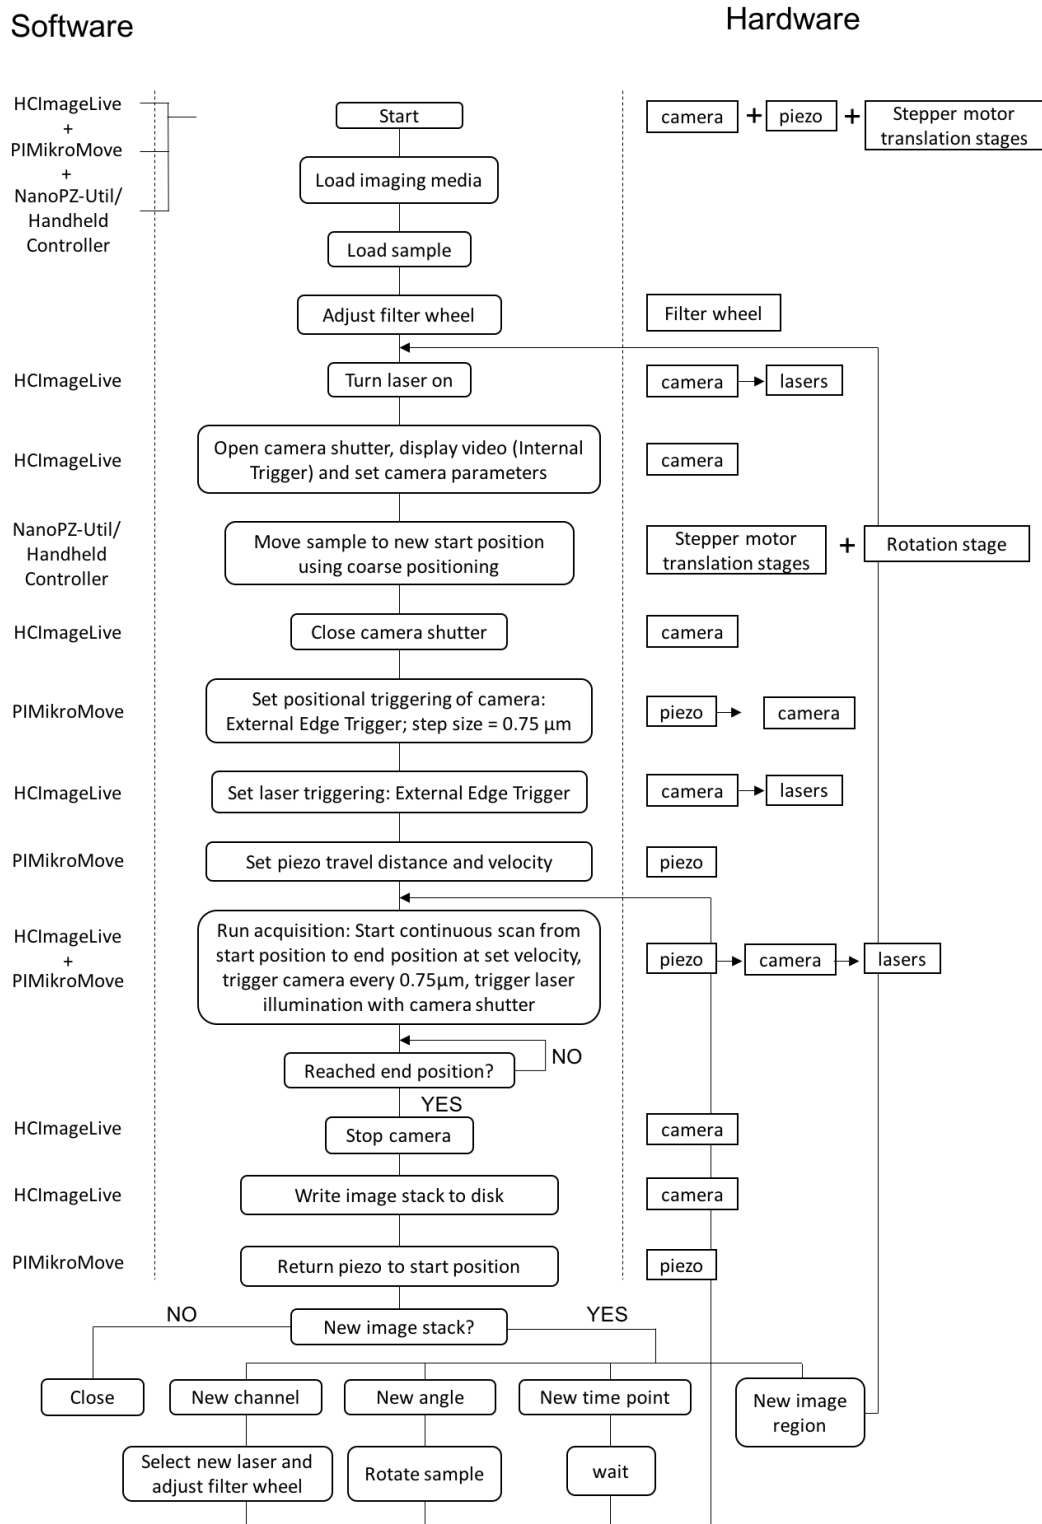 Software
Hardware
HCImageLive
+
PIMikroMove
+
NanoPZ-Util/
Handheld
Controller
Start
camera + piezo + Stepper motor
translation stages
Load imaging media
Load sample
Adjust filter wheel
Filter wheel
HCImageLive
Turn laser on
camera
lasers
HCImageLive
Open camera shutter, display video (Internal
Trigger) and set camera parameters
camera
NanoPZ-Util/
Handheld
Controller
Move sample to new start position
using coarse positioning
Stepper motor
translation stages
+
Rotation stage
HCImageLive
Close camera shutter
camera
PIMikroMove
Set positional triggering of camera:
External Edge Trigger; step size = 0.75 µm
piezo
camera
HCImageLive
Set laser triggering: External Edge Trigger
camera
lasers
PIMikroMove
Set piezo travel distance and velocity
piezo
HCImageLive
+
PIMikroMove
Run acquisition: Start continuous scan from
start position to end position at set velocity,
trigger camera every 0.75µm, trigger laser
illumination with camera shutter
piezo
camera
lasers
Reached end position?
NO
YES
HCImageLive
Stop camera
camera
HCImageLive
Write image stack to disk
camera
PIMikroMove
Return piezo to start position
piezo
NO
New image stack?
YES
Close
New channel
New angle
New time point
New image
region
Select new laser and
adjust filter wheel
Rotate sample
wait